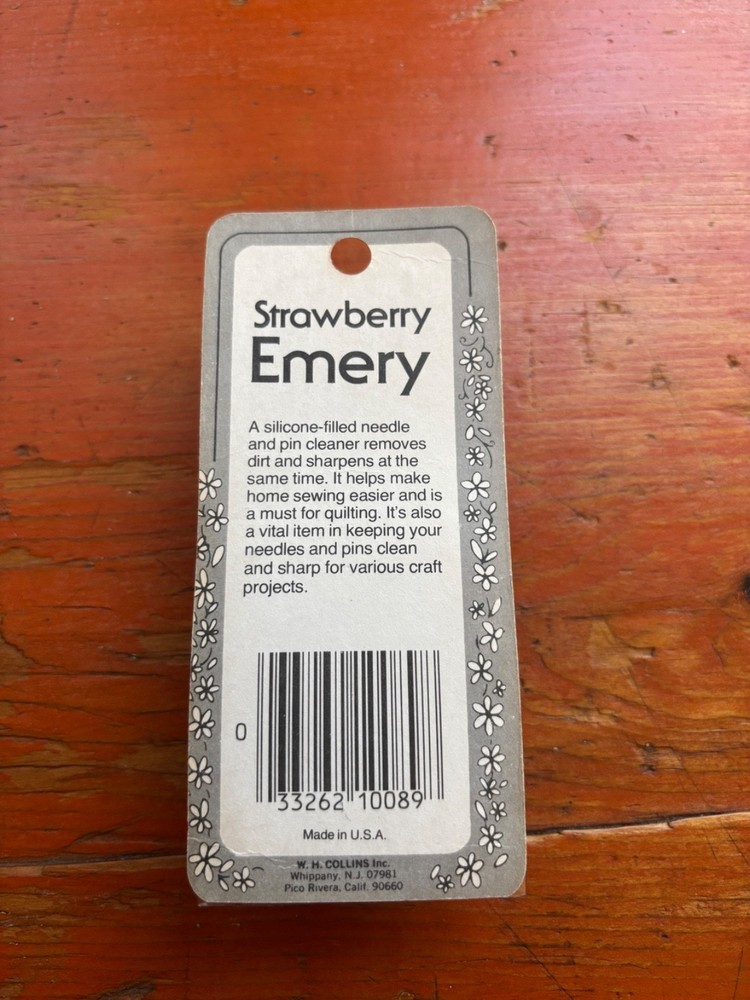 Strawberry
Emery
A silicone-filled needle
and pin cleaner removes
dirt and sharpens at the
same time. It helps make
home sewing easier and is
a must for quilting. It's also
a vital item in keeping your
needles and pins clean
and sharp for various craft
projects.
0 33262 10089
Made in U.S.A.
W. H. COLLINS Inc.
Whippany, N.J. 07981
Pico Rivera, Calif. 90660